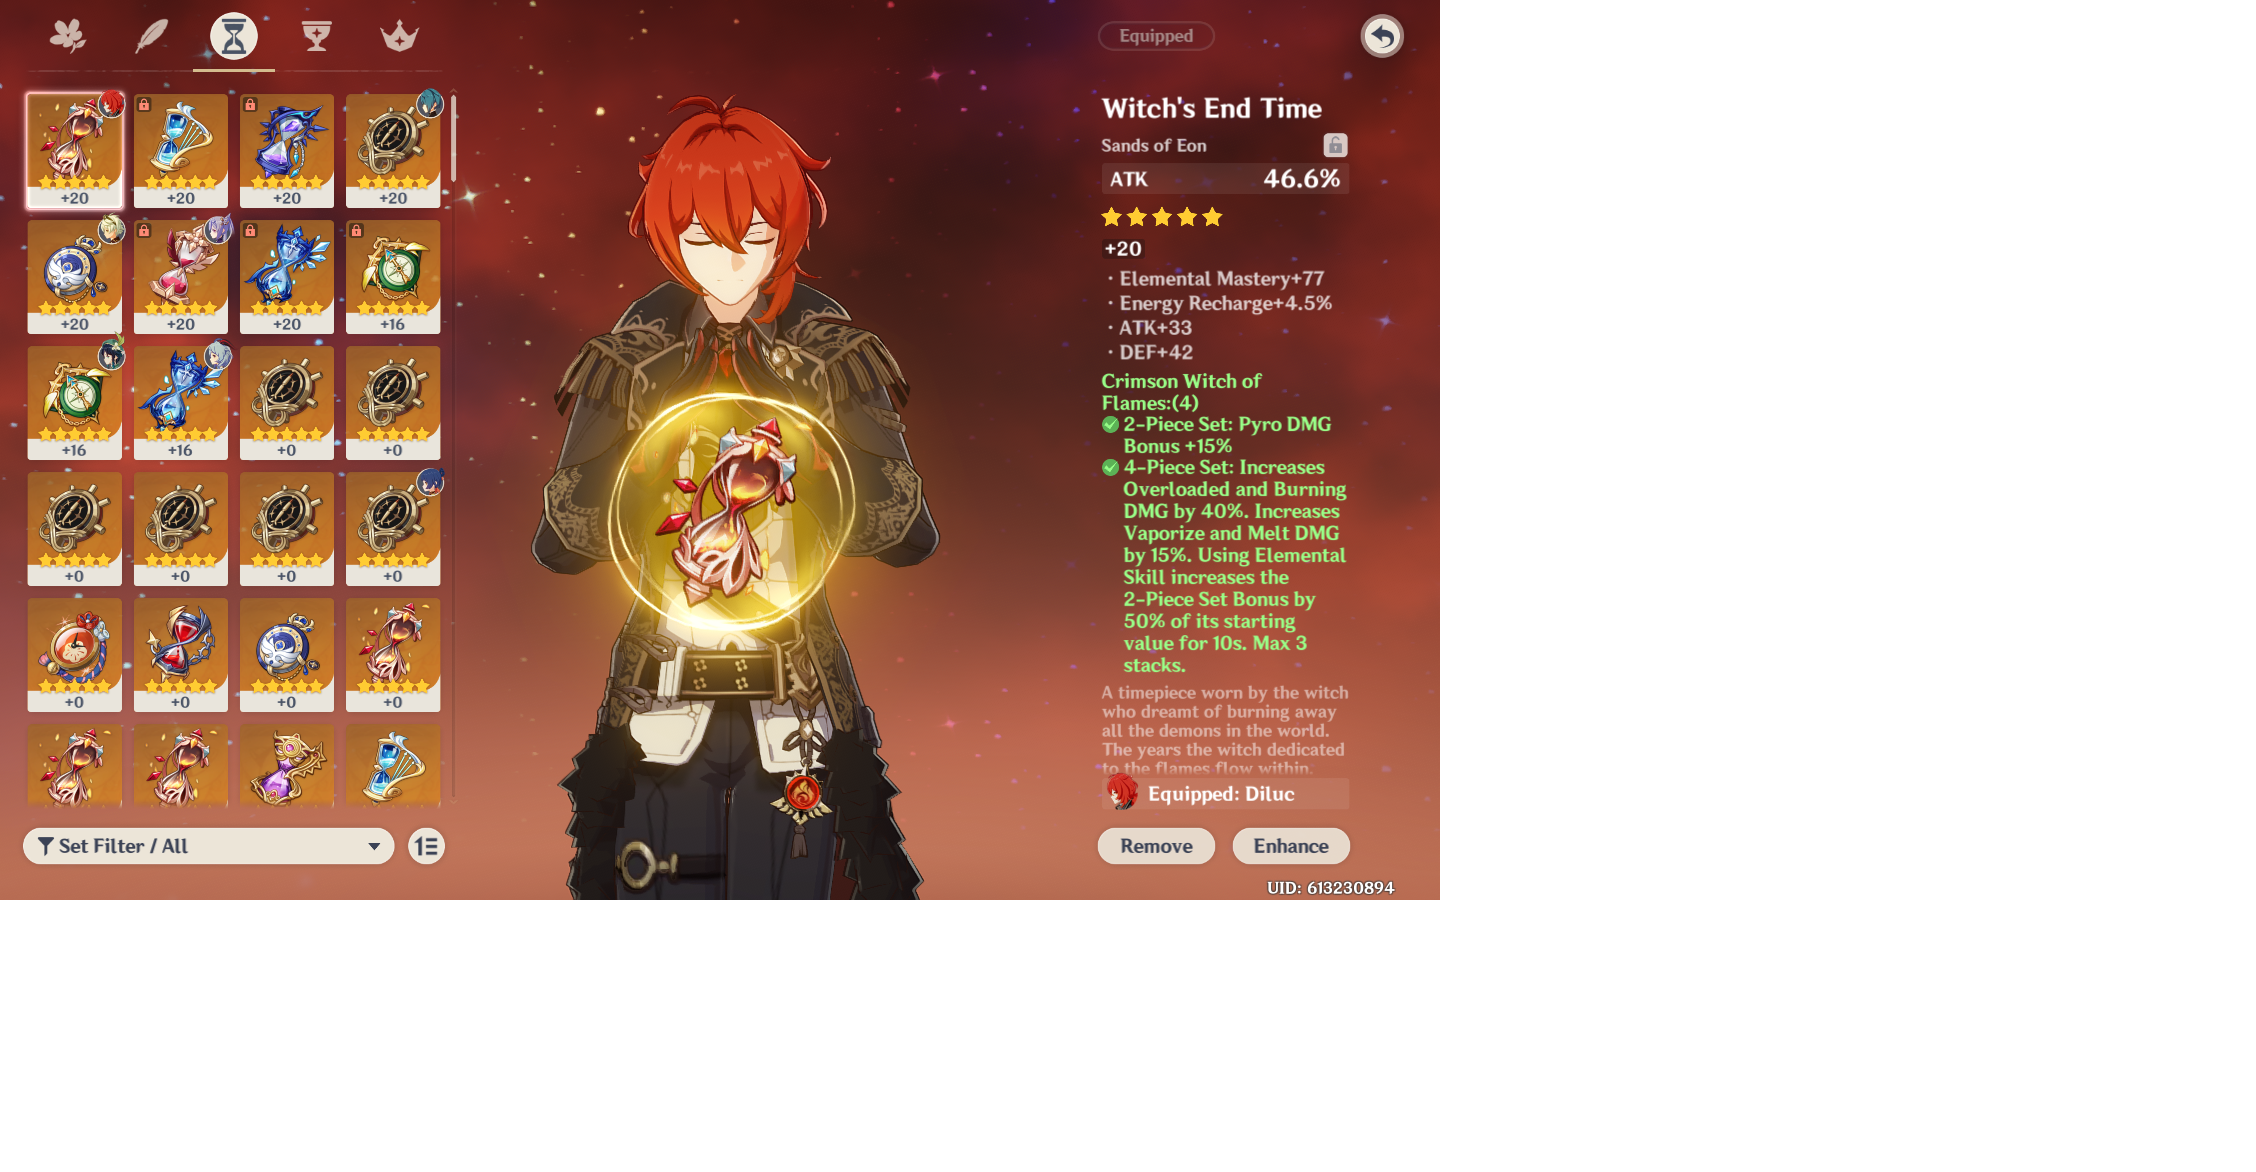 Equipped
Witch's End Time
Sands of Eon
ATK 46.6%
+20
· Elemental Mastery+77
· Energy Recharge+4.5%
· ATK+33
· DEF+42
Crimson Witch of
Flames:(4)
2-Piece Set: Pyro DMG
Bonus +15%
4-Piece Set: Increases
Overloaded and Burning
DMG by 40%. Increases
Vaporize and Melt DMG
by 15%. Using Elemental
Skill increases the
2-Piece Set Bonus by
50% of its starting
value for 10s. Max 3
stacks.
A timepiece worn by the witch
who dreamt of burning away
all the demons in the world.
The years the witch dedicated
to the flames flow within.
Equipped: Diluc
Remove Enhance
UID: 613230894
+20 +20 +20 +20
+20 +20 +20 +16
+16 +16 +0 +0
+0 +0 +0 +0
+0 +0 +0 +0
Set Filter / All